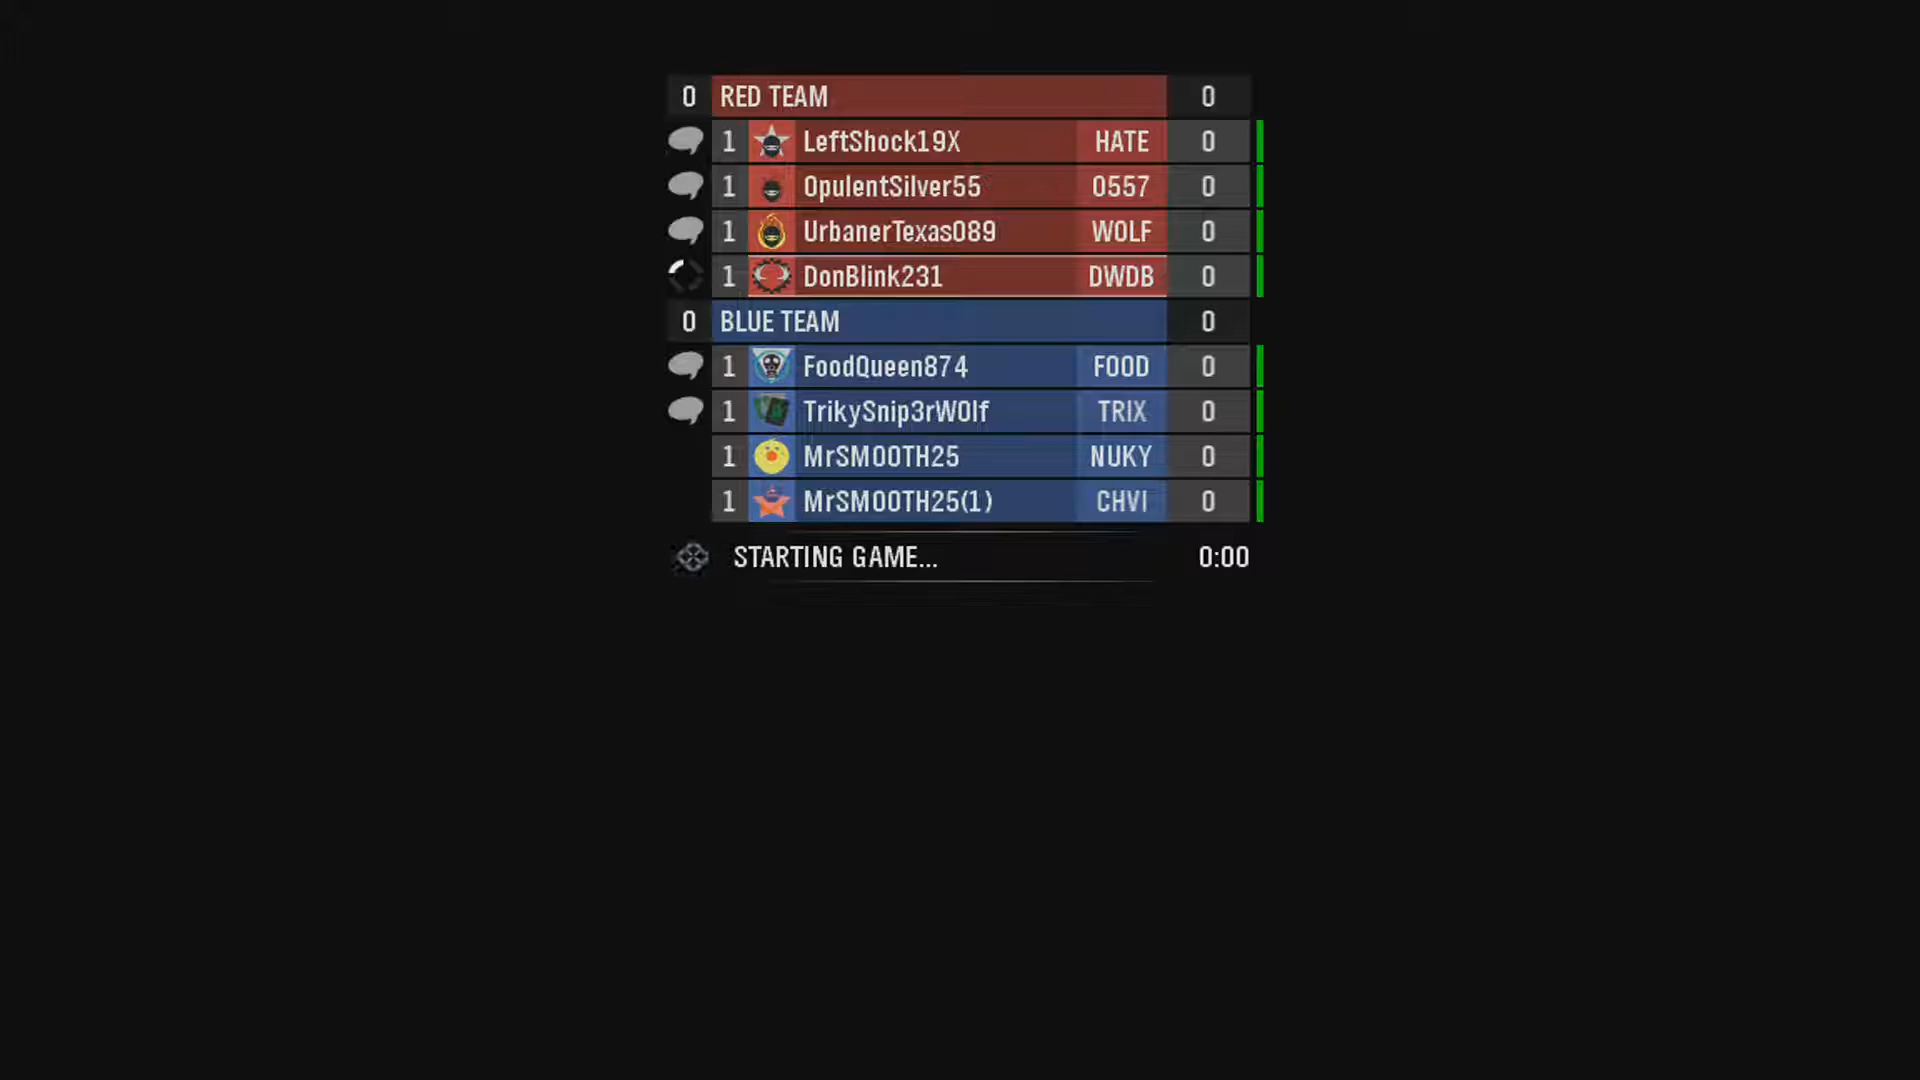 0 RED TEAM 0
1 LeftShock19X HATE 0
1 OpulentSilver55 O557 0
1 UrbanerTexas089 WOLF 0
1 DonBlink231 DWDB 0
0 BLUE TEAM 0
1 FoodQueen874 FOOD 0
1 TrikySnip3rW0lf TRIX 0
1 MrSMOOTH25 NUKY 0
1 MrSMOOTH25(1) CHVI 0
STARTING GAME... 0:00